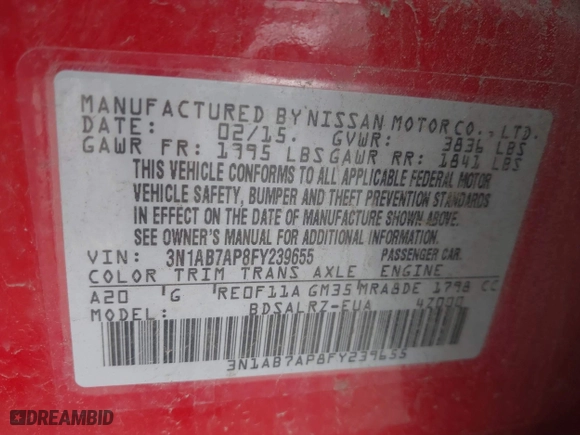 MANUFACTURED BY NISSAN MOTOR CO., LTD.
DATE: 02/15. GVWR: 3836 LBS
GAWR FR: 1995 LBS GAWR RR: 1841 LBS
THIS VEHICLE CONFORMS TO ALL APPLICABLE FEDERAL MOTOR
VEHICLE SAFETY, BUMPER AND THEFT PREVENTION STANDARDS
IN EFFECT ON THE DATE OF MANUFACTURE SHOWN ABOVE.
SEE OWNER'S MANUAL FOR ADDITIONAL INFORMATION.
VIN: 3N1AB7AP8FY239655 PASSENGER CAR.
COLOR TRIM TRANS AXLE ENGINE
A20 G RE0F11A GM35 MRA8DE 1798 CC
MODEL: BDSALRZ-EUA 47000
3N1AB7AP8FY239655
DREAMBID